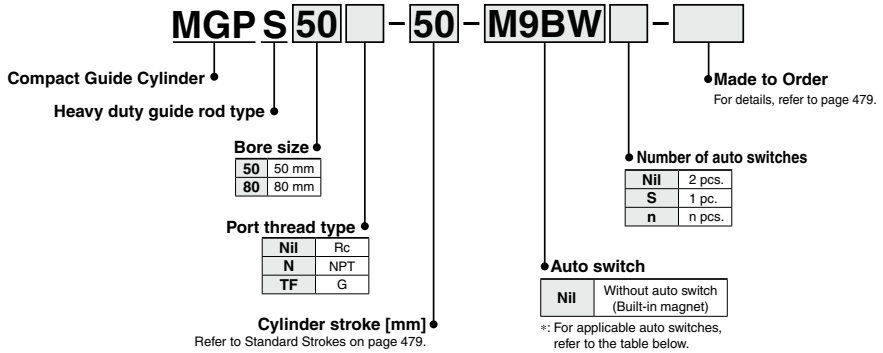 MGP S 50 - 50 - M9BW -
Compact Guide Cylinder
Heavy duty guide rod type
Bore size
50 50 mm
80 80 mm
Port thread type
Nil Rc
N NPT
TF G
Cylinder stroke [mm]
Refer to Standard Strokes on page 479.
Made to Order
For details, refer to page 479.
Number of auto switches
Nil 2 pcs.
S 1 pc.
n n pcs.
Auto switch
Nil Without auto switch
(Built-in magnet)
∗: For applicable auto switches,
refer to the table below.